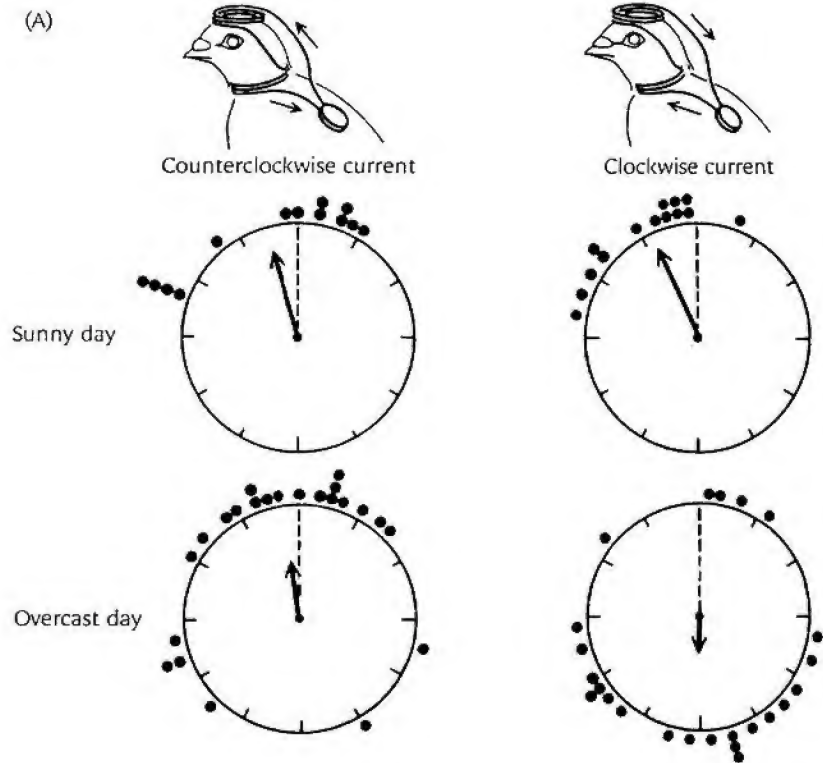 (A)
Counterclockwise current
Clockwise current
Sunny day
Overcast day